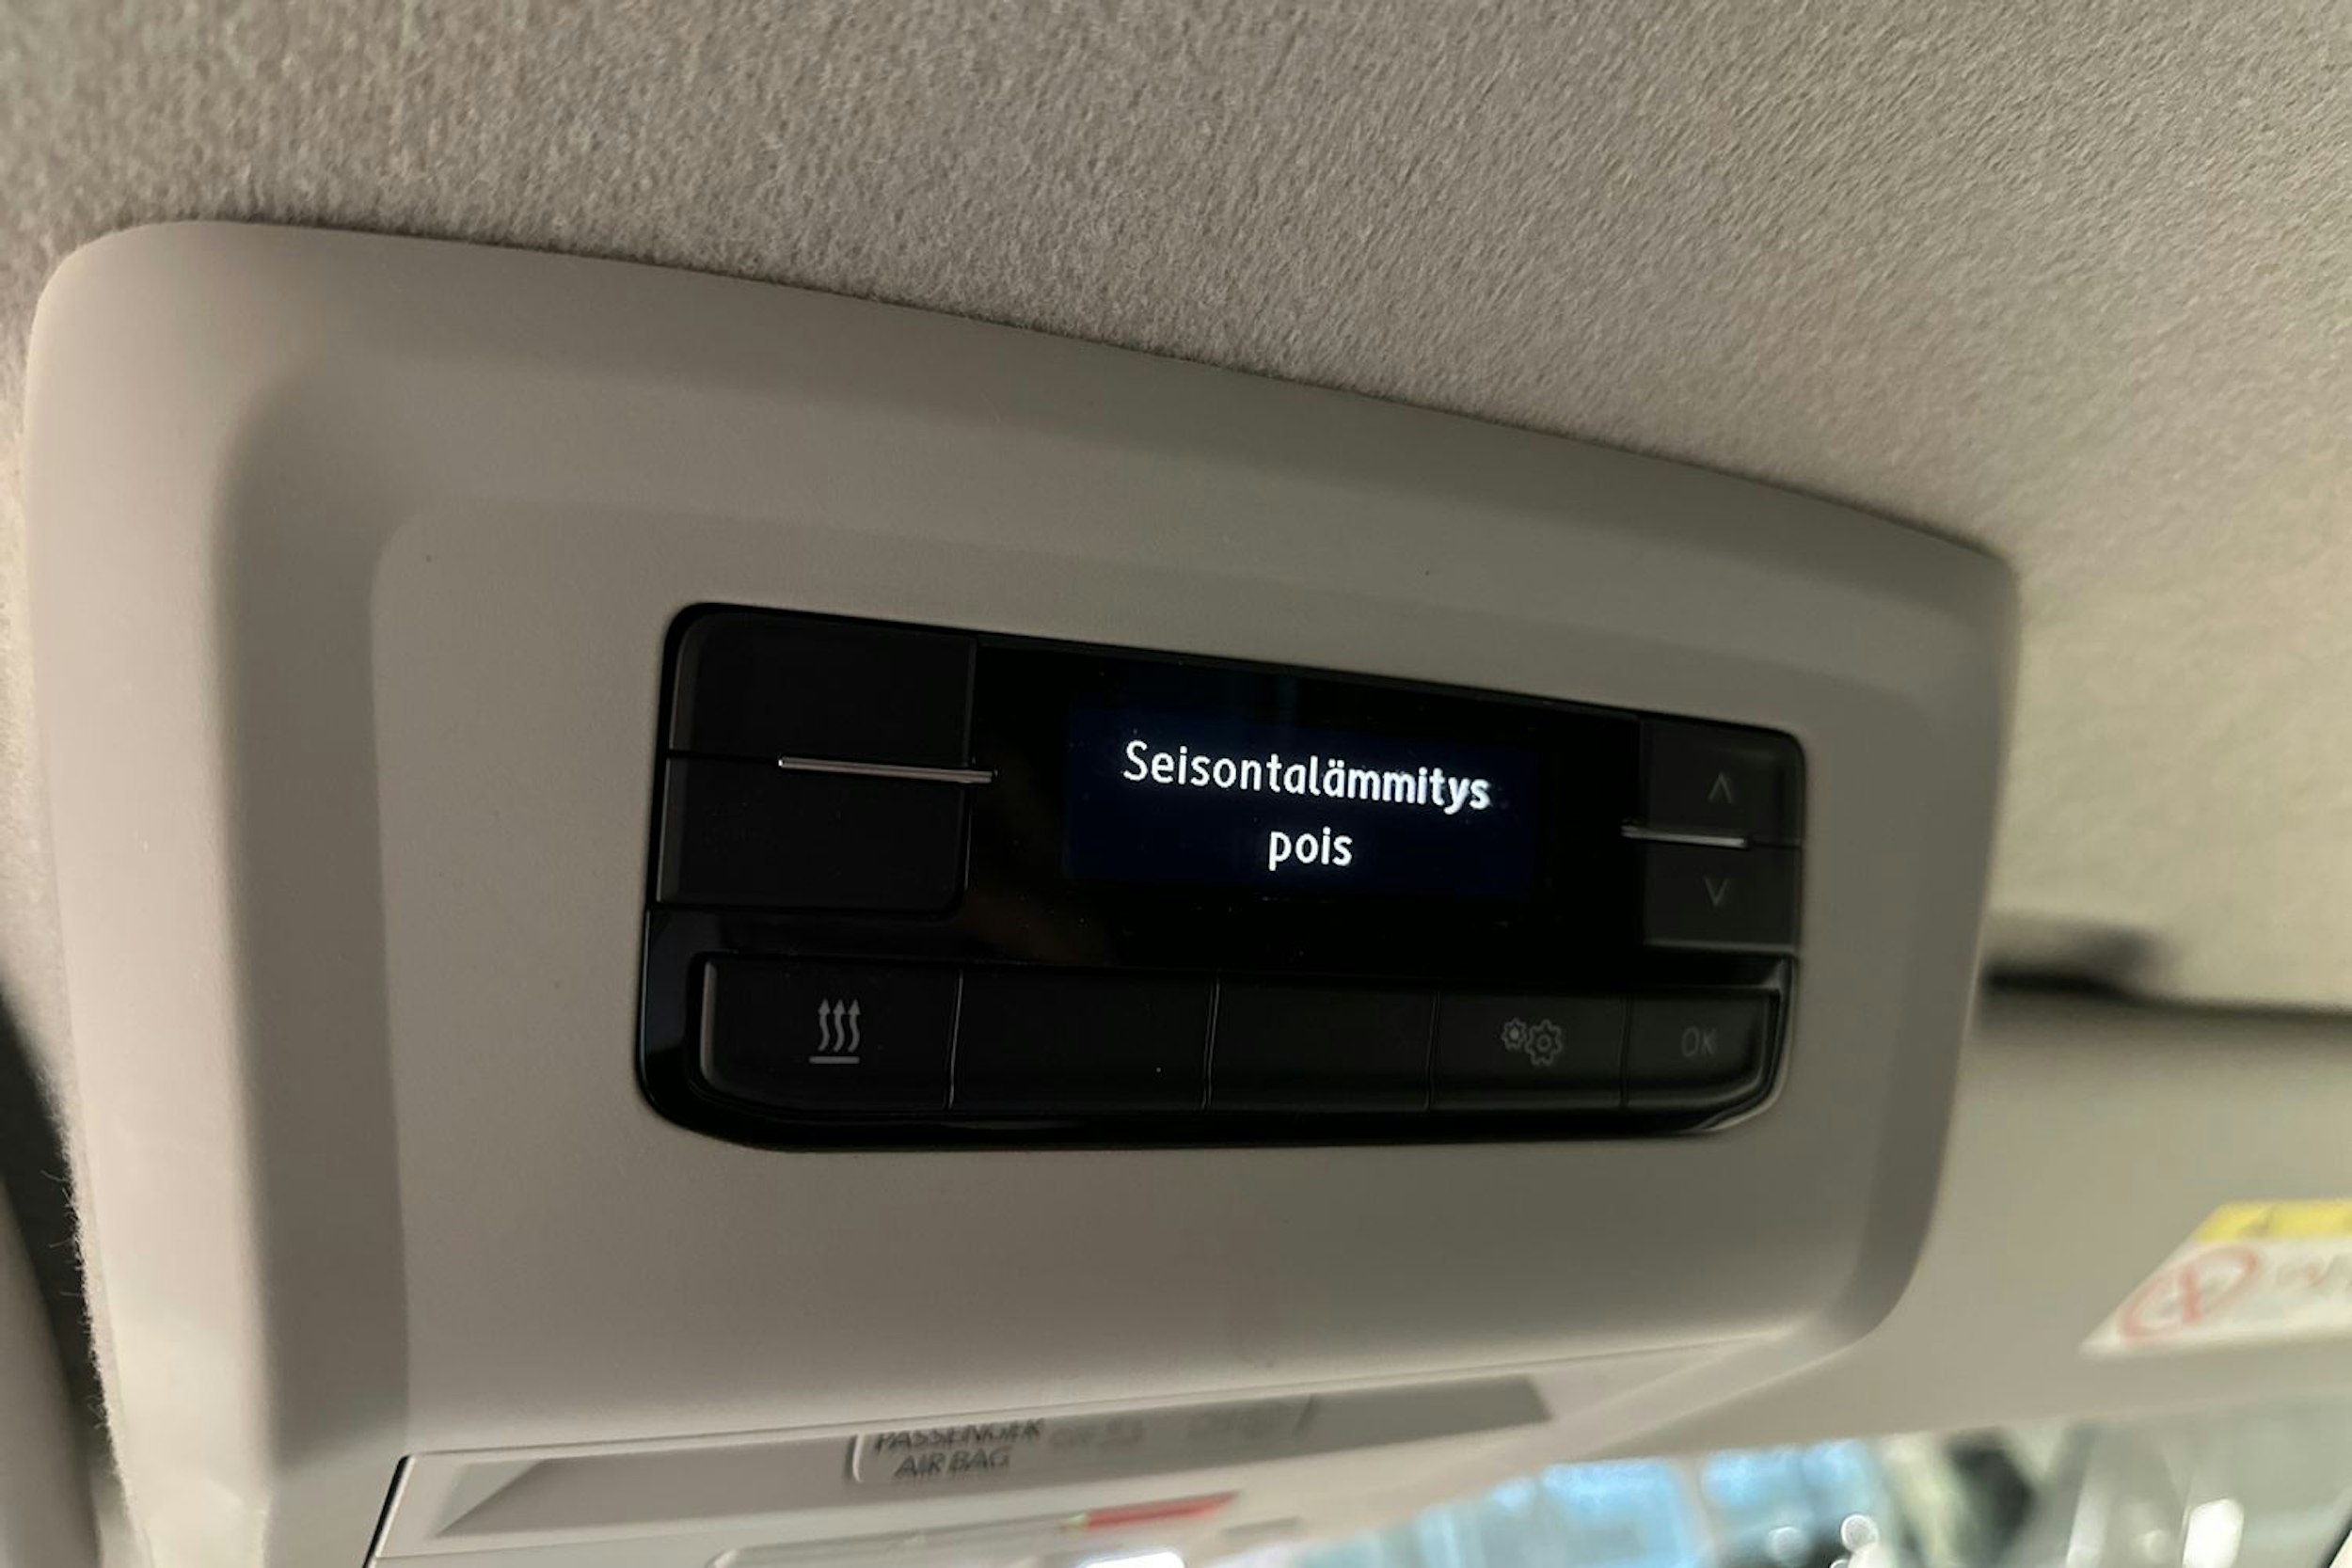 Seisontalämmitys
pois
OK
PASSENGER
AIR BAG